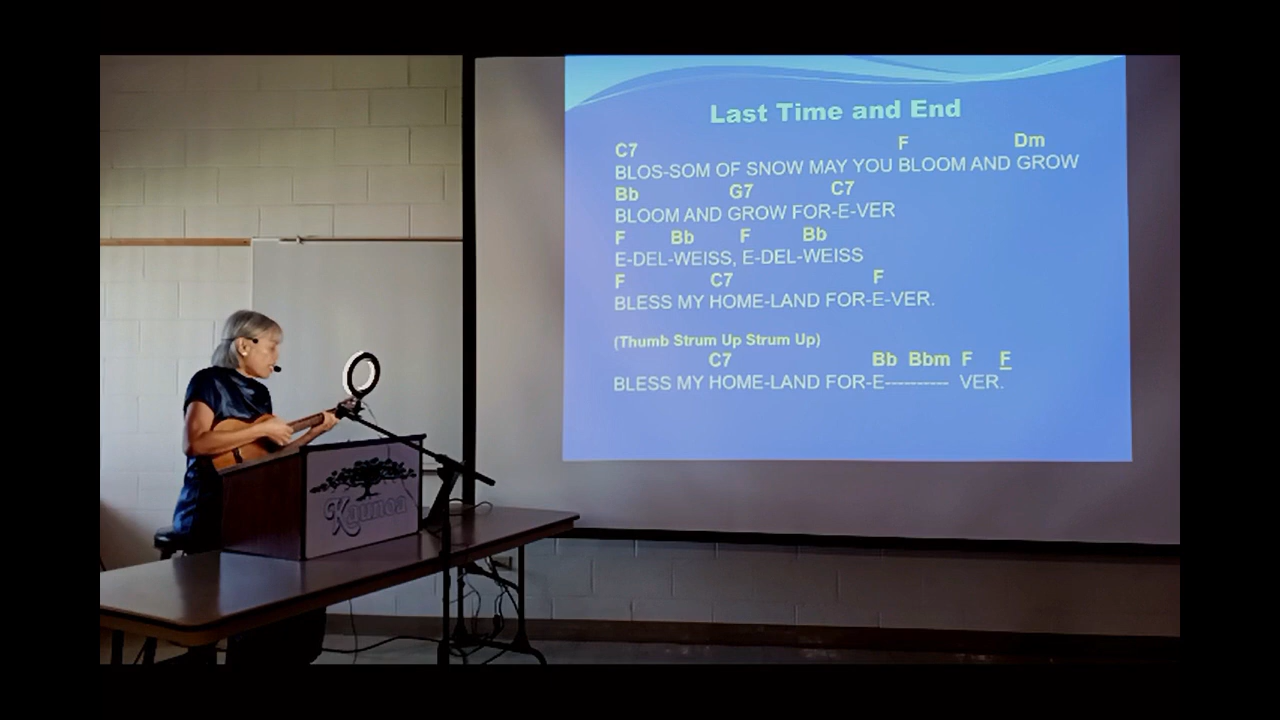 Last Time and End
C7 F Dm
BLOS-SOM OF SNOW MAY YOU BLOOM AND GROW
Bb G7 C7
BLOOM AND GROW FOR-E-VER
F Bb F Bb
E-DEL-WEISS, E-DEL-WEISS
F C7 F
BLESS MY HOME-LAND FOR-E-VER.
(Thumb Strum Up Strum Up)
C7 Bb Bbm F F
BLESS MY HOME-LAND FOR-E---------- VER.
Kaunoa